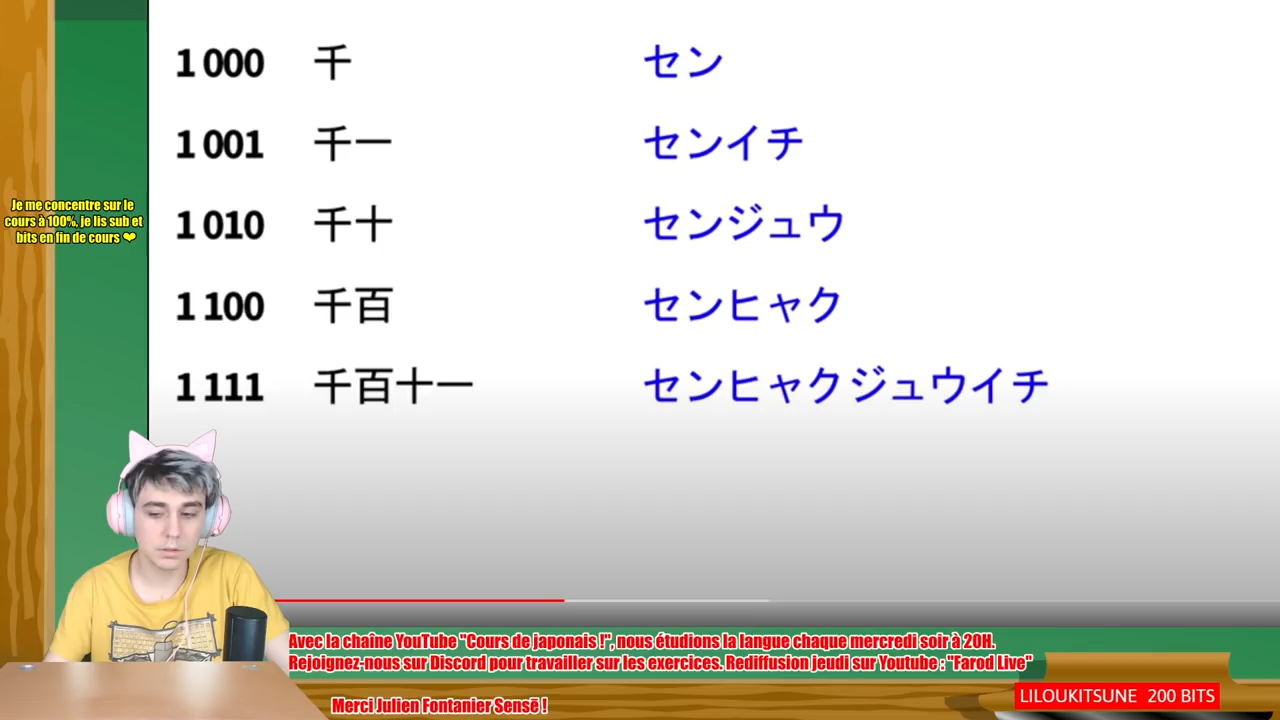 1 000 千 セン
1 001 千一 センイチ
1 010 千十 センジュウ
1 100 千百 センヒャク
1 111 千百十一 センヒャクジュウイチ
Je me concentre sur le
cours à 100%, je lis sub et
bits en fin de cours ❤
Avec la chaîne YouTube "Cours de japonais !", nous étudions la langue chaque mercredi soir à 20H.
Rejoignez-nous sur Discord pour travailler sur les exercices. Rediffusion jeudi sur Youtube : "Farod Live"
Merci Julien Fontanier Sensē !
LILOUKITSUNE 200 BITS